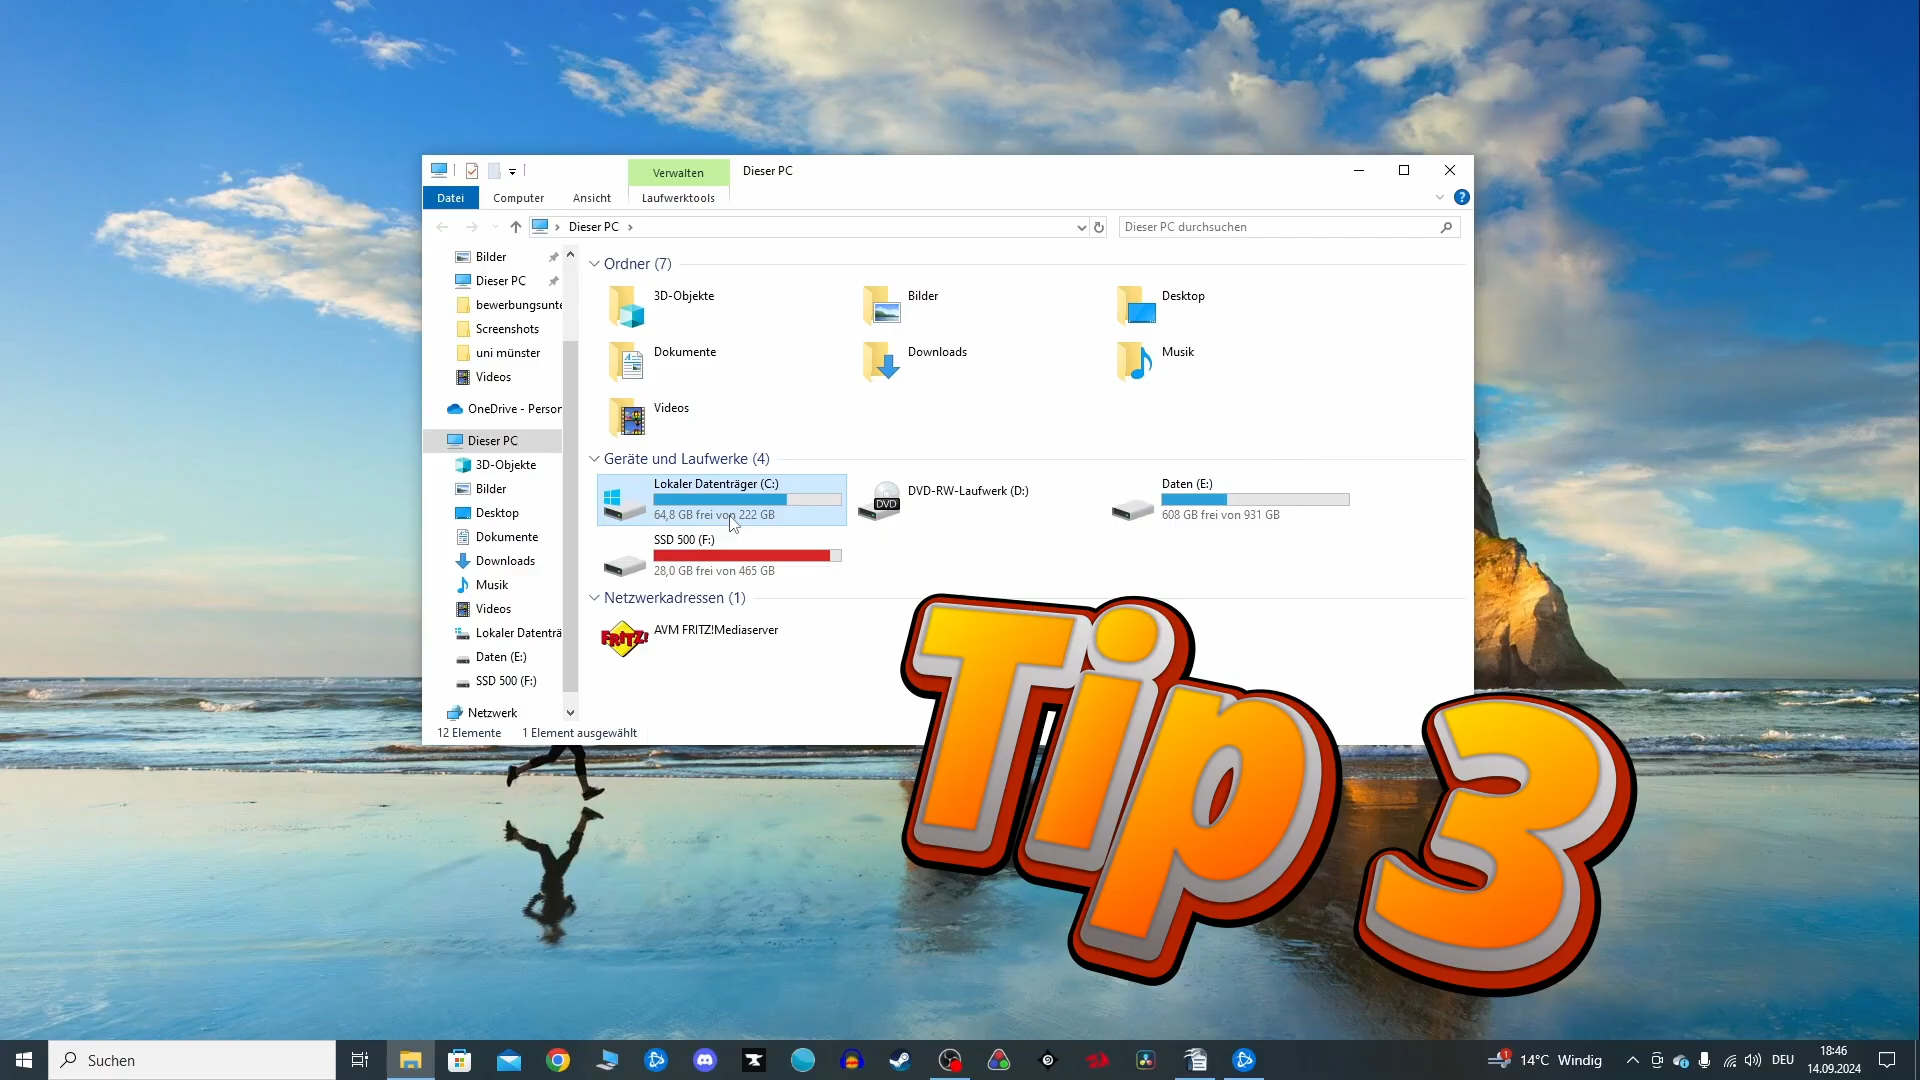 Verwalten
Dieser PC
Datei
Computer
Ansicht
Laufwerktools
Dieser PC
Dieser PC durchsuchen
Bilder
Dieser PC
bewerbungsunte
Screenshots
uni münster
Videos
OneDrive - Person
Dieser PC
3D-Objekte
Bilder
Desktop
Dokumente
Downloads
Musik
Videos
Lokaler Datenträ
Daten (E:)
SSD 500 (F:)
Netzwerk
Ordner (7)
3D-Objekte
Bilder
Desktop
Dokumente
Downloads
Musik
Videos
Geräte und Laufwerke (4)
Lokaler Datenträger (C:)
64,8 GB frei von 222 GB
DVD
DVD-RW-Laufwerk (D:)
Daten (E:)
608 GB frei von 931 GB
SSD 500 (F:)
28,0 GB frei von 465 GB
Netzwerkadressen (1)
FRITZ!
AVM FRITZ!Mediaserver
12 Elemente
1 Element ausgewählt
Tip 3
Suchen
1
14°C Windig
DEU
18:46
14.09.2024